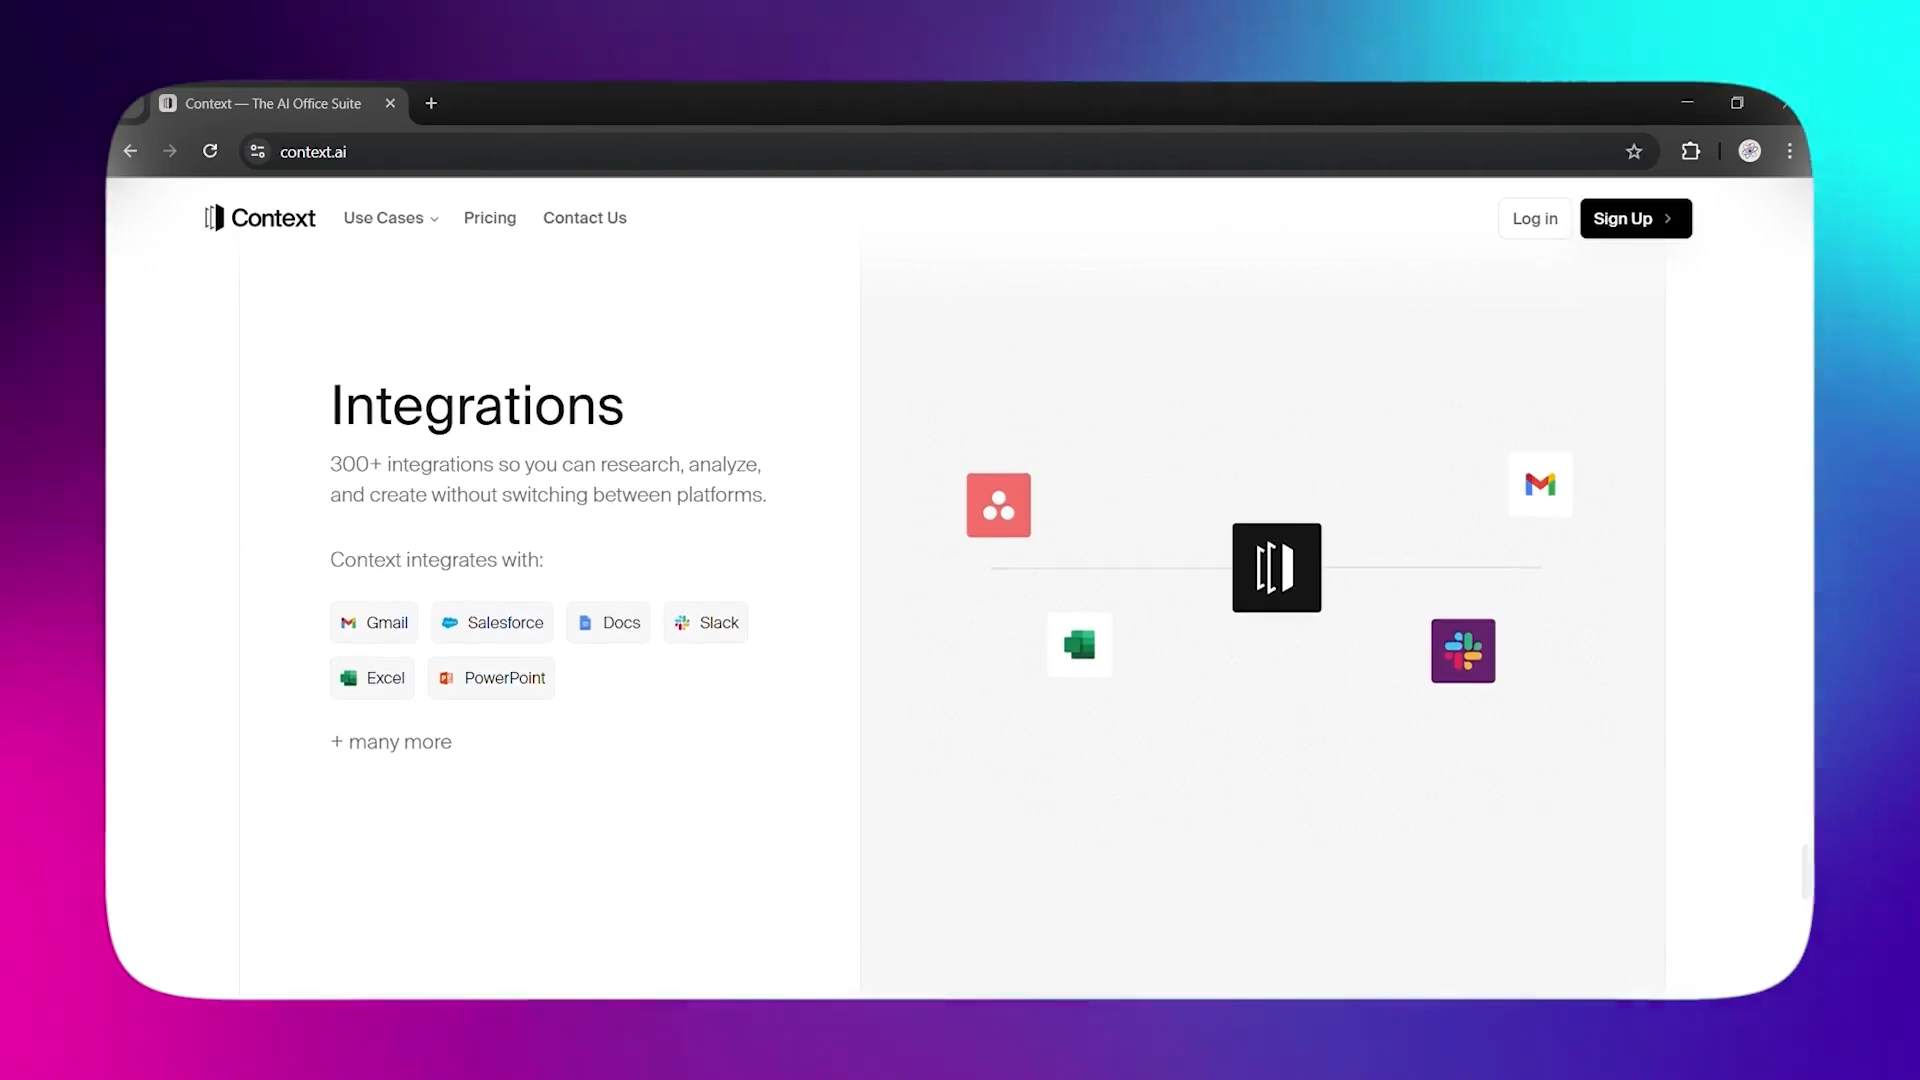 Context — The AI Office Suite
context.ai
Context
Use Cases
Pricing
Contact Us
Log in
Sign Up
Integrations
300+ integrations so you can research, analyze,
and create without switching between platforms.
Context integrates with:
Gmail
Salesforce
Docs
Slack
Excel
PowerPoint
+ many more